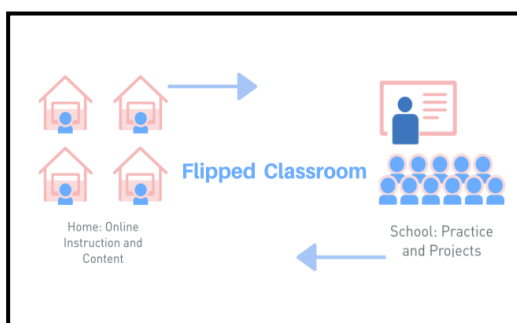 Flipped Classroom
Home: Online
Instruction and
Content
School: Practice
and Projects